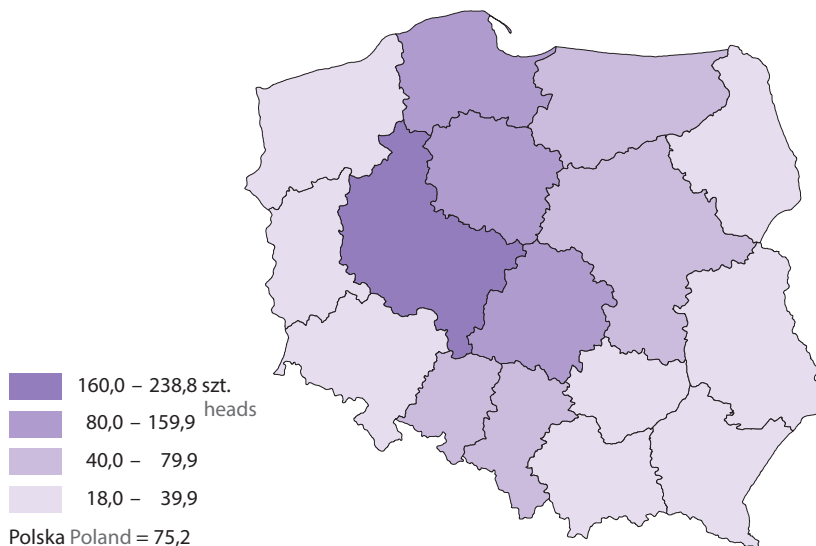 160,0 – 238,8 szt.
heads
80,0 – 159,9
40,0 – 79,9
18,0 – 39,9
Polska Poland = 75,2